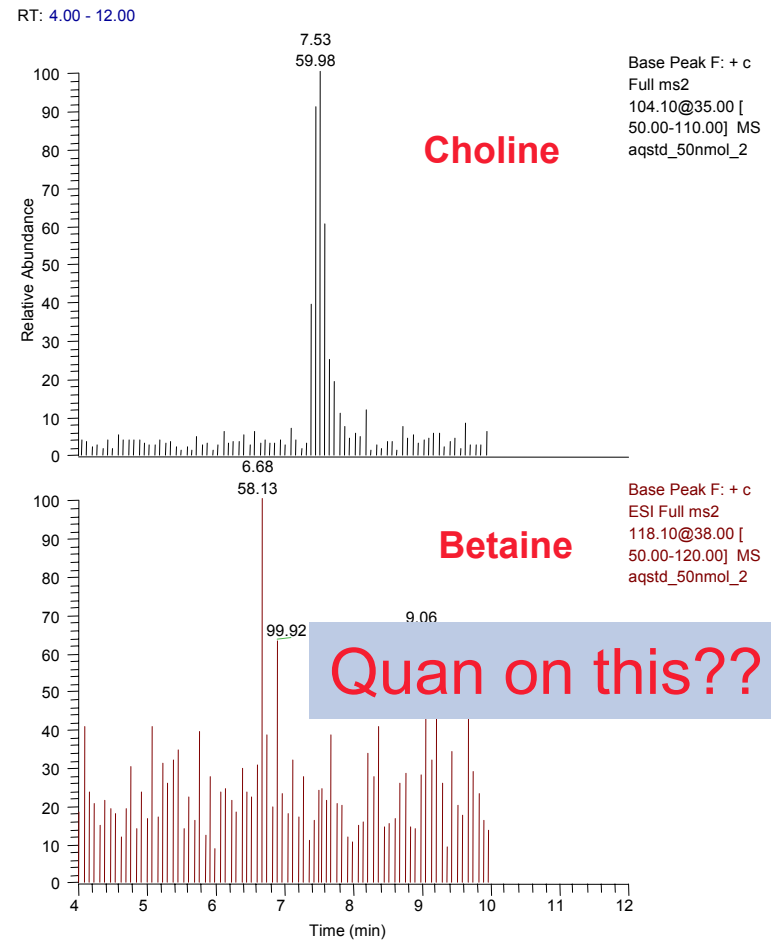 RT: 4.00 - 12.00
7.53
59.98
Base Peak F: + c
Full ms2
104.10@35.00 [
50.00-110.00] MS
aqstd_50nmol_2
Choline
100
90
80
70
60
50
40
30
20
10
0
Relative Abundance
6.68
58.13
Base Peak F: + c
ESI Full ms2
118.10@38.00 [
50.00-120.00] MS
aqstd_50nmol_2
Betaine
99.92
9.06
Quan on this??
100
90
80
70
60
50
40
30
20
10
0
4 5 6 7 8 9 10 11 12
Time (min)